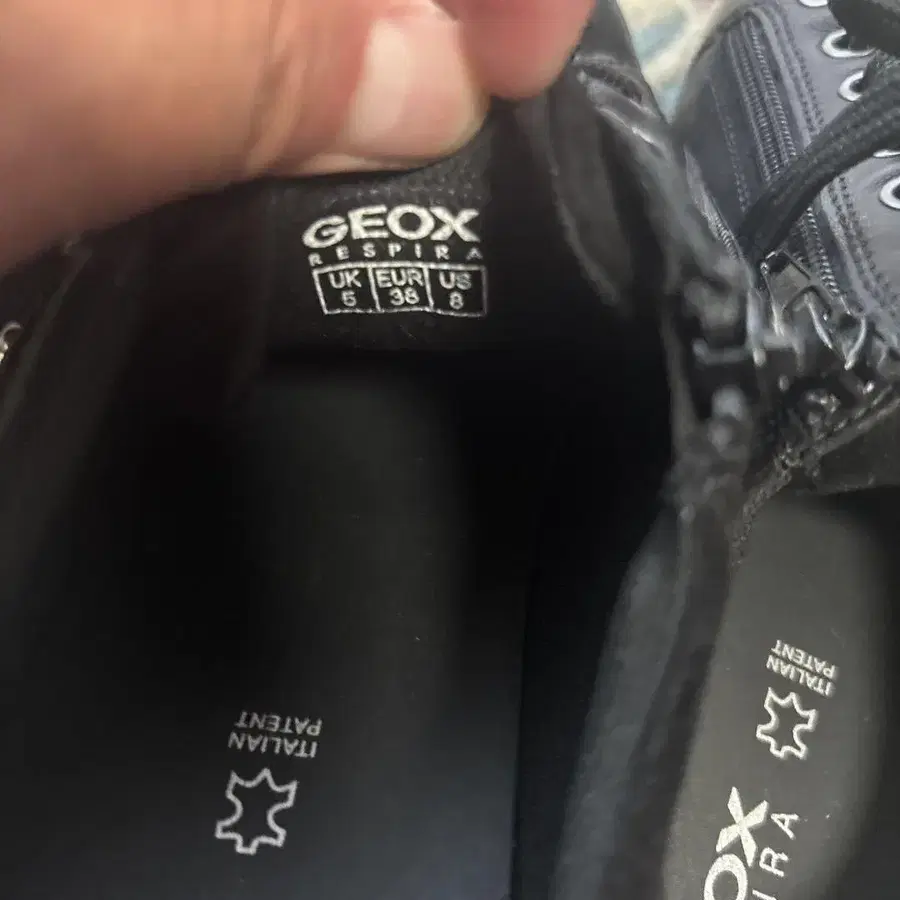 GEOX
RESPIRA
UK EUR US
5 38 8
ITALIAN
PATENT
ITALIAN
PATENT